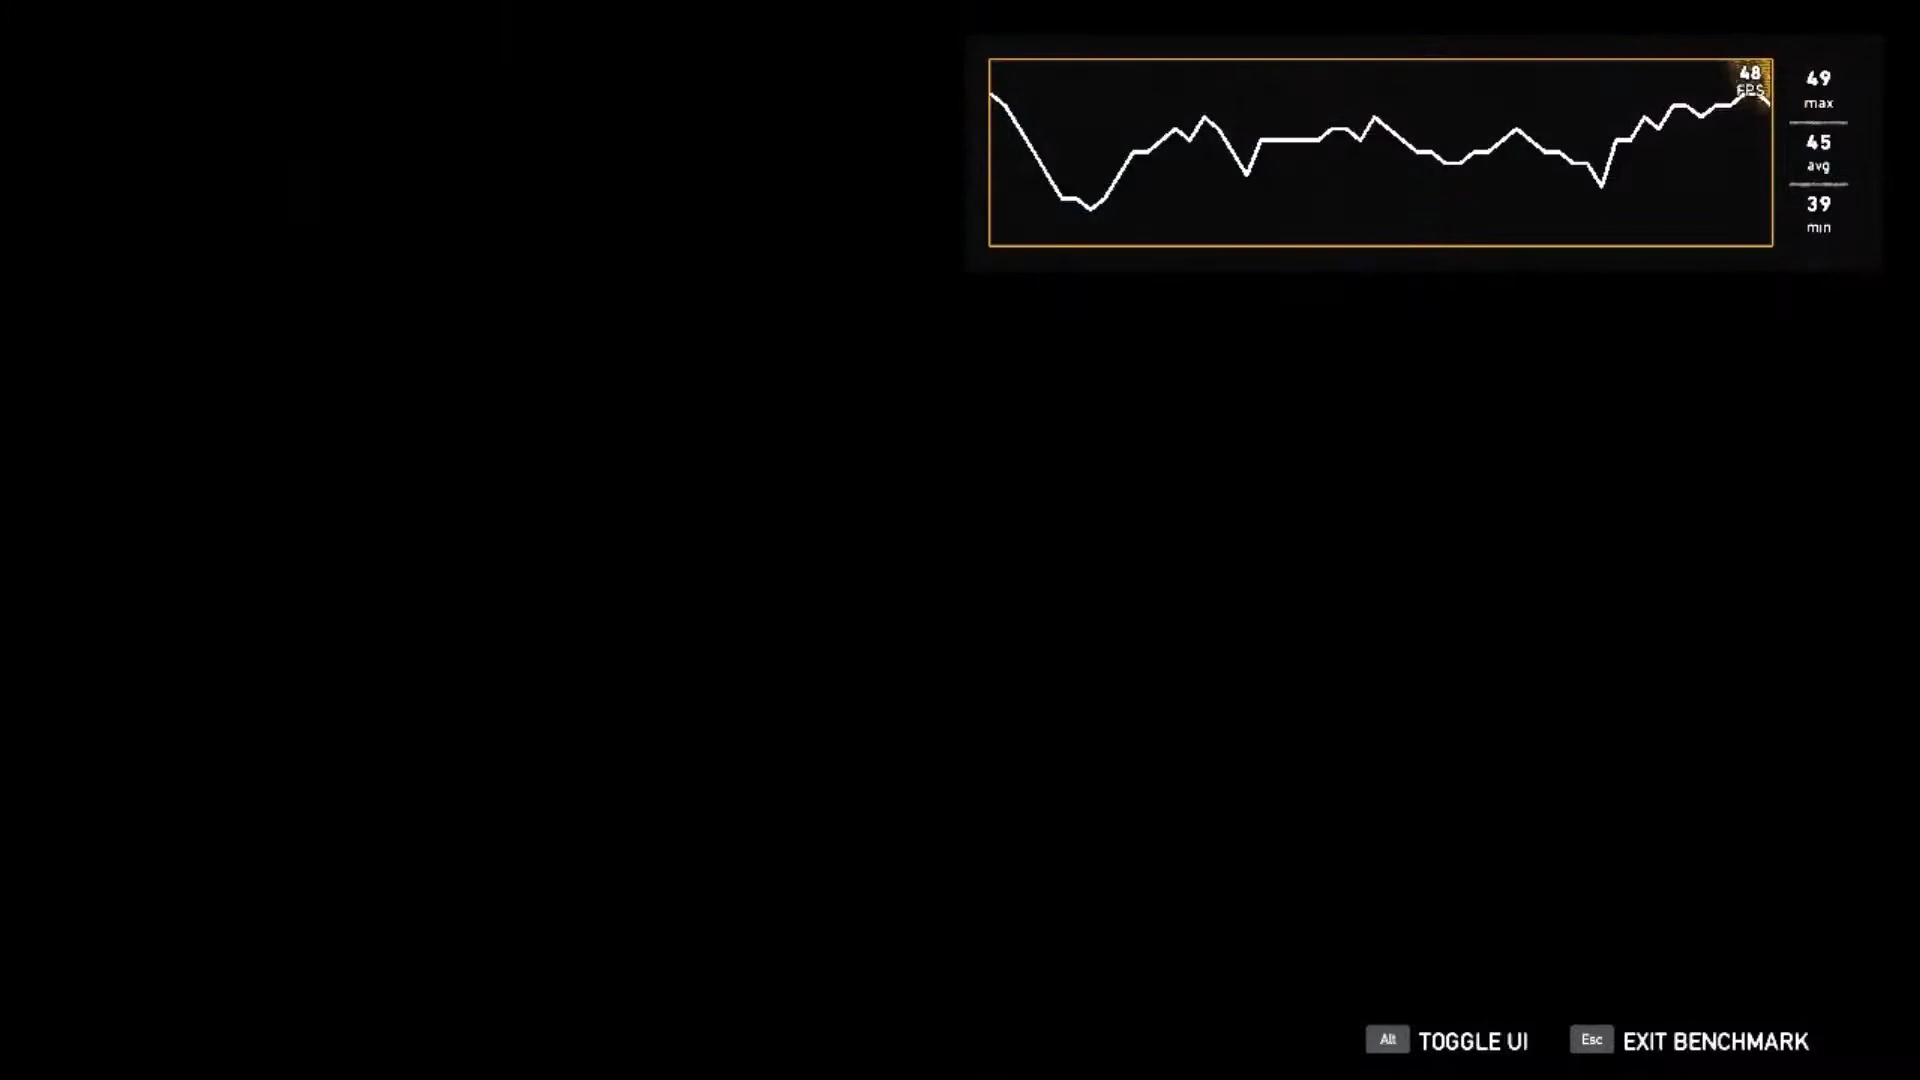 48
FPS
49
max
45
avg
39
min
Alt TOGGLE UI Esc EXIT BENCHMARK